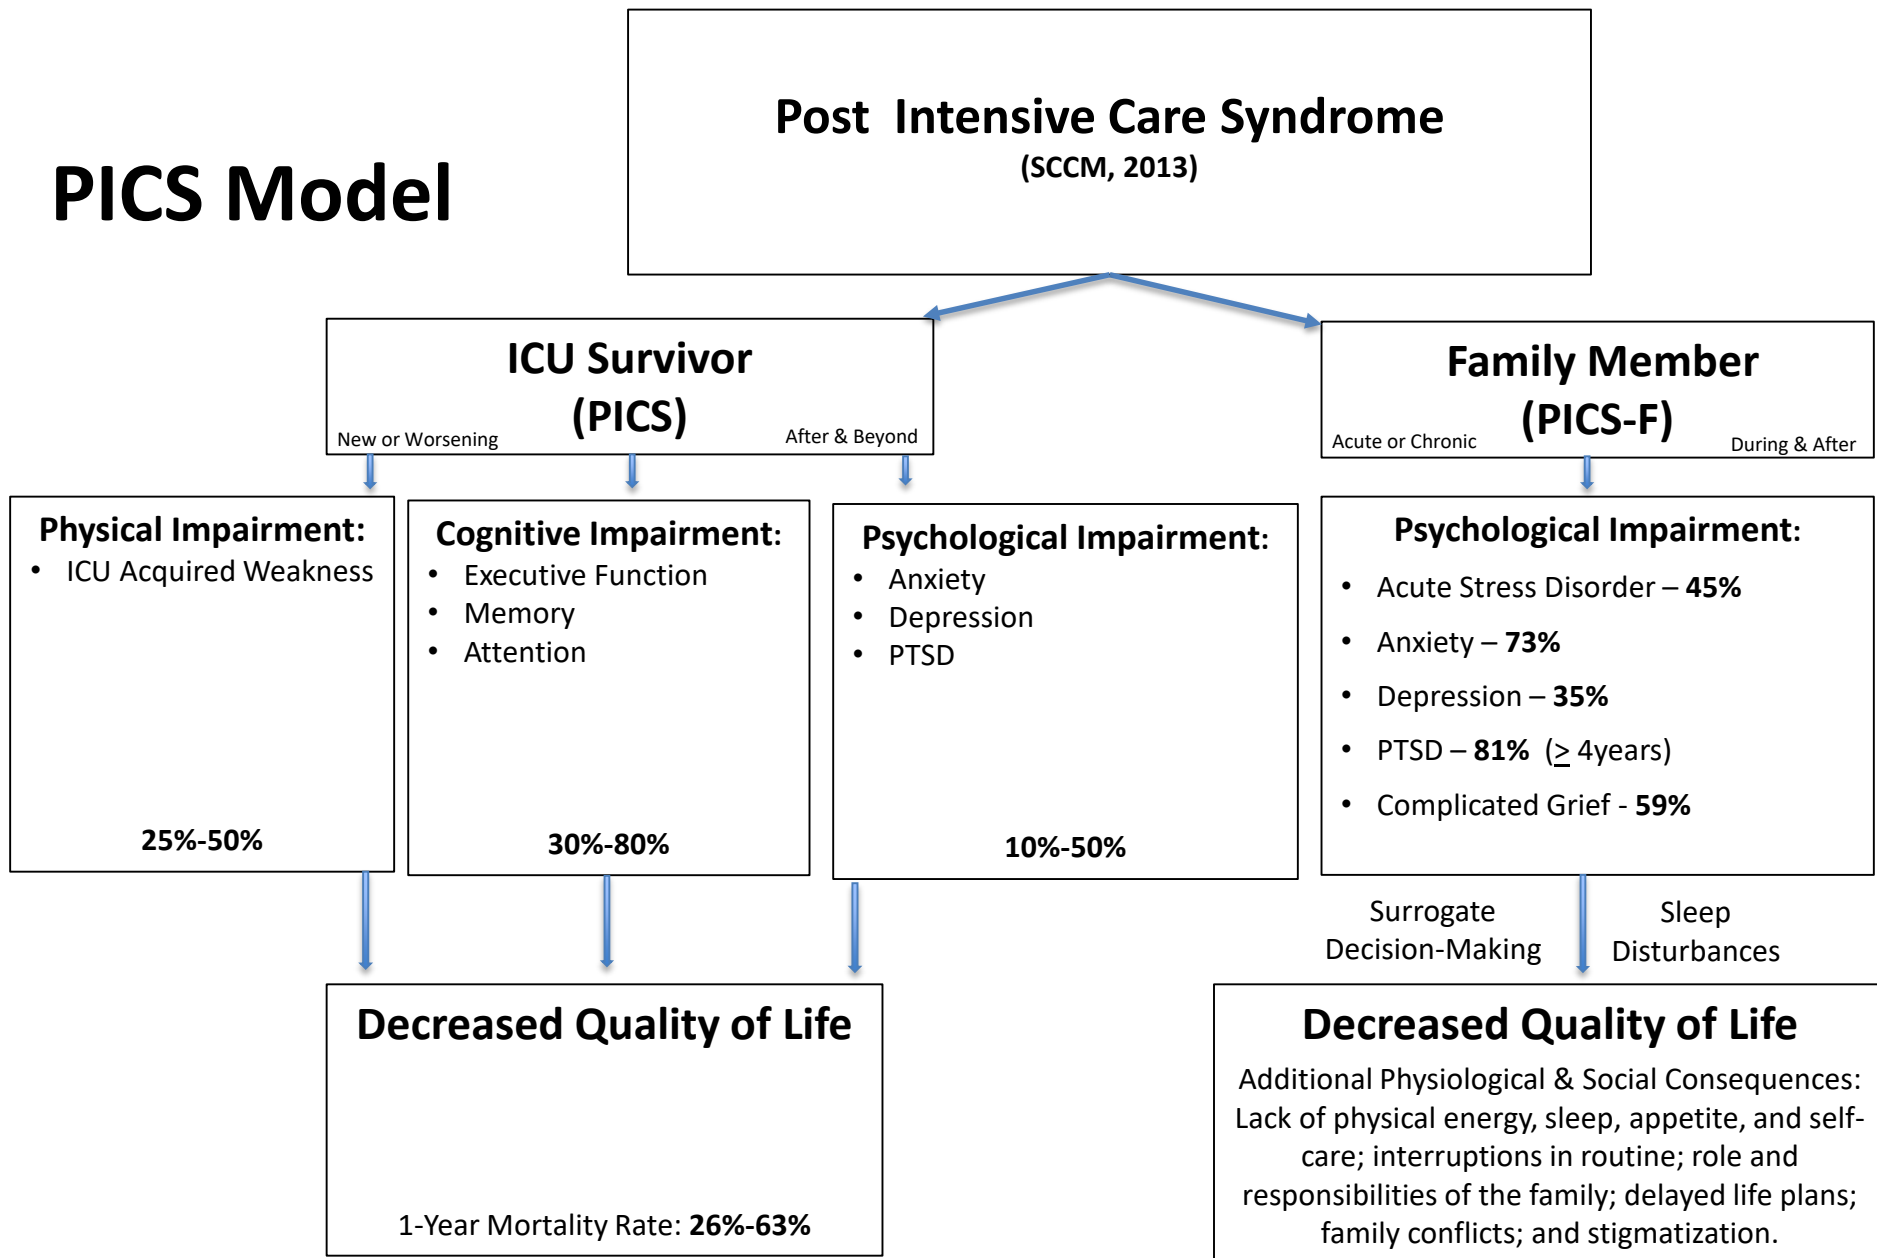 PICS Model
Post  Intensive Care Syndrome
(SCCM, 2013)
ICU Survivor
(PICS)
New or Worsening
After & Beyond
Family Member
(PICS-F)
Acute or Chronic
During & After
Physical Impairment:
• ICU Acquired Weakness
25%-50%
Cognitive Impairment:
• Executive Function
• Memory
• Attention
30%-80%
Psychological Impairment:
• Anxiety
• Depression
• PTSD
10%-50%
Psychological Impairment:
• Acute Stress Disorder – 45%
• Anxiety – 73%
• Depression – 35%
• PTSD – 81%  (≥ 4years)
• Complicated Grief - 59%
Surrogate
Decision-Making
Sleep
Disturbances
Decreased Quality of Life
1-Year Mortality Rate: 26%-63%
Decreased Quality of Life
Additional Physiological & Social Consequences:
Lack of physical energy, sleep, appetite, and self-
care; interruptions in routine; role and
responsibilities of the family; delayed life plans;
family conflicts; and stigmatization.